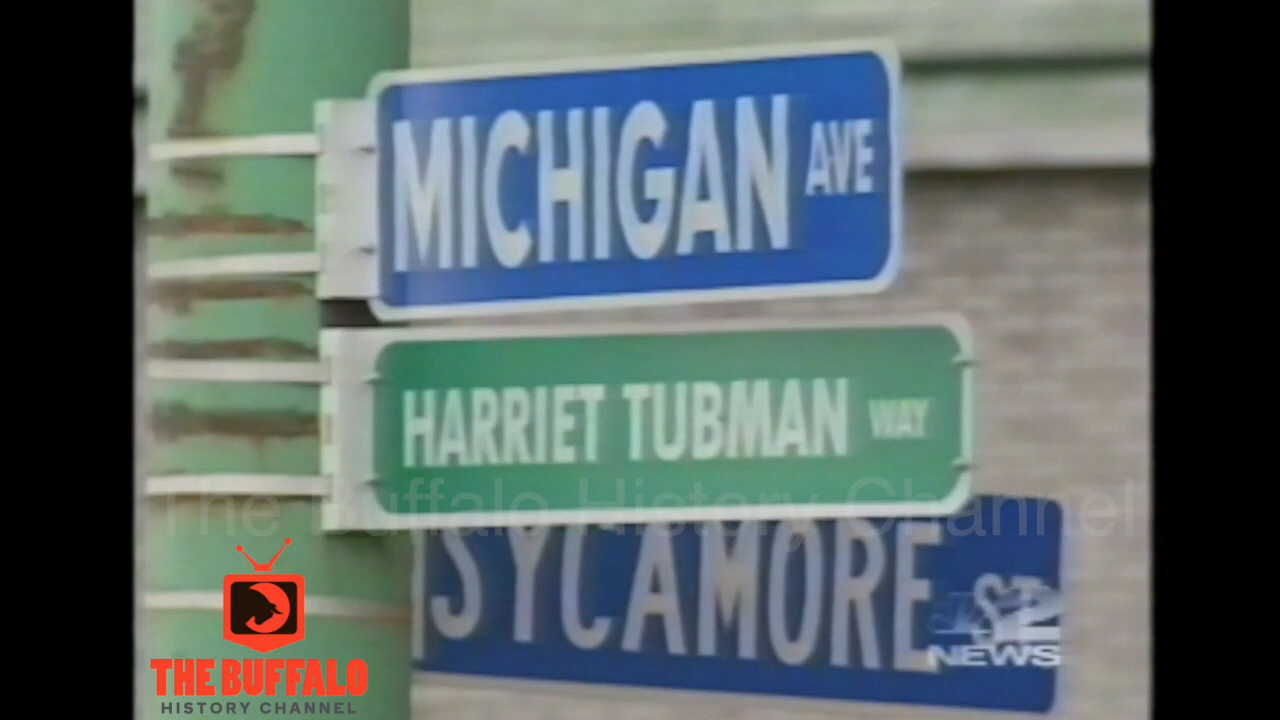 MICHIGAN AVE
HARRIET TUBMAN WAY
The Buffalo History Channel
SYCAMORE ST
NEWS
THE BUFFALO
HISTORY CHANNEL